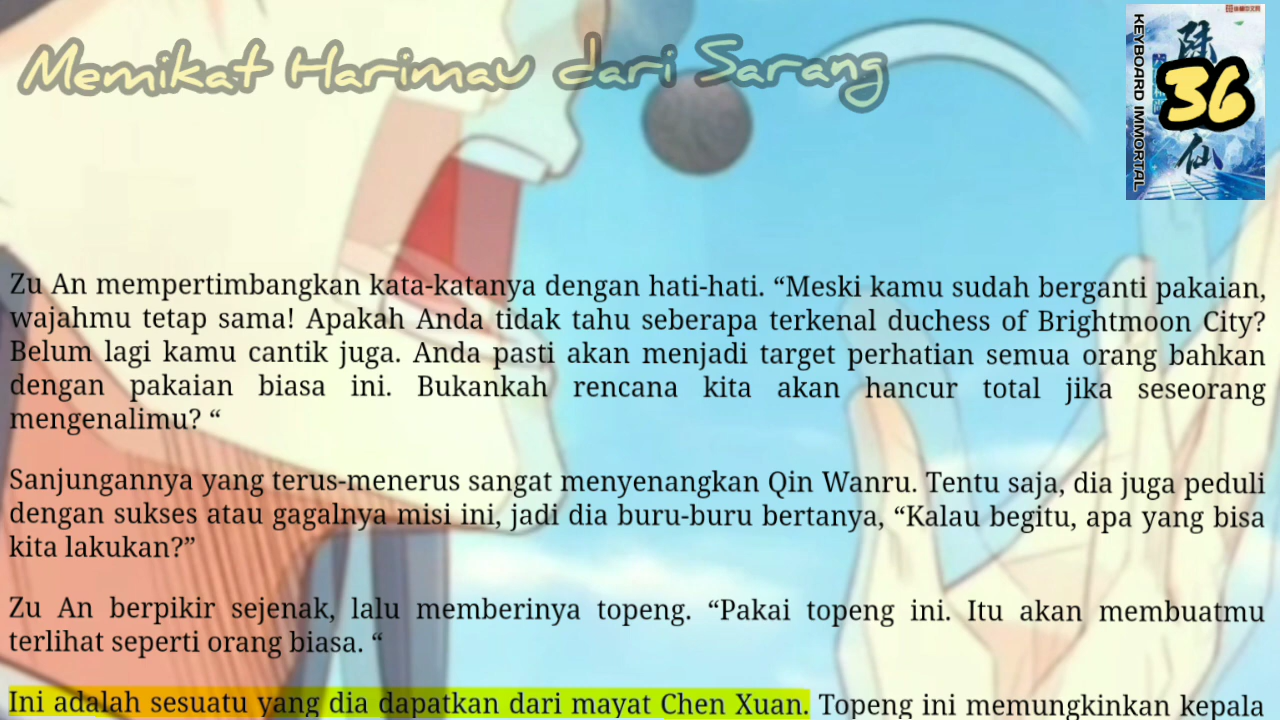 Memikat Harimau dari Sarang
KEYBOARD IMMORTAL
陆
36
仙
Zu An mempertimbangkan kata-katanya dengan hati-hati. “Meski kamu sudah berganti pakaian,
wajahmu tetap sama! Apakah Anda tidak tahu seberapa terkenal duchess of Brightmoon City?
Belum lagi kamu cantik juga. Anda pasti akan menjadi target perhatian semua orang bahkan
dengan pakaian biasa ini. Bukankah rencana kita akan hancur total jika seseorang
mengenalimu? “
Sanjungannya yang terus-menerus sangat menyenangkan Qin Wanru. Tentu saja, dia juga peduli
dengan sukses atau gagalnya misi ini, jadi dia buru-buru bertanya, “Kalau begitu, apa yang bisa
kita lakukan?”
Zu An berpikir sejenak, lalu memberinya topeng. “Pakai topeng ini. Itu akan membuatmu
terlihat seperti orang biasa. “
Ini adalah sesuatu yang dia dapatkan dari mayat Chen Xuan. Topeng ini memungkinkan kepala